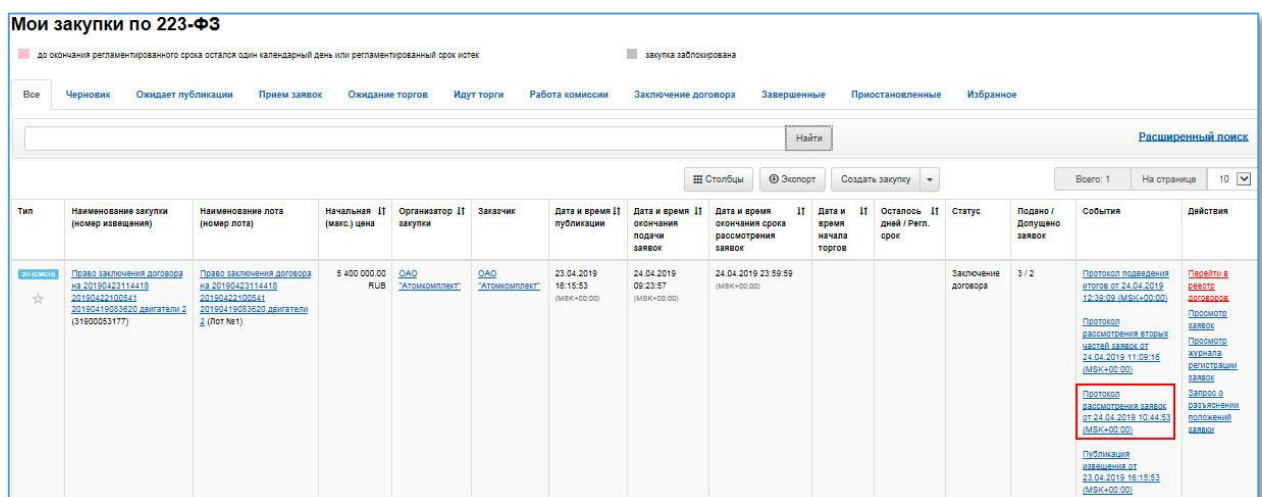 Мои закупки по 223-ФЗ
до окончания регламентированного срока остался один календарный день или регламентированный срок истек
закупка заблокирована
Все Черновик Ожидает публикации Прием заявок Ожидание торгов Идут торги Работа комиссии Заключение договора Завершенные Приостановленные Избранное
Найти
Расширенный поиск
Столбцы Экспорт Создать закупку
Всего: 1 На странице 10
Тип
Наименование закупки
(номер извещения)
Наименование лота
(номер лота)
Начальная
(макс.) цена
Организатор
закупки
Заказчик
Дата и время
публикации
Дата и время
окончания
подачи
заявок
Дата и время
окончания срока
рассмотрения
заявок
Дата и
время
начала
торгов
Осталось
дней / Регл.
срок
Статус
Подано /
Допущено
заявок
События
Действия
Право заключения договора
на 20190423114418
20190422100541
20190419083620 двигатели 2
(31900053177)
Право заключения договора
на 20190423114418
20190422100541
20190419083620 двигатели
2 (Лот №1)
5 400 000.00
RUB
ОАО
"Атомкомплект"
ОАО
"Атомкомплект"
23.04.2019
16:15:53
(MSK+00:00)
24.04.2019
09:23:57
(MSK+00:00)
24.04.2019 23:59:59
(MSK+00:00)
Заключение
договора
3 / 2
Протокол подведения
итогов от 24.04.2019
12:39:09 (MSK+00:00)
Протокол
рассмотрения вторых
частей заявок от
24.04.2019 11:09:16
(MSK+00:00)
Протокол
рассмотрения заявок
от 24.04.2019 10:44:53
(MSK+00:00)
Публикация
извещения от
23.04.2019 16:15:53
(MSK+00:00)
Перейти в
реестр
договоров
Просмотр
заявок
Просмотр
журнала
регистрации
заявок
Запрос о
разъяснении
положений
заявки